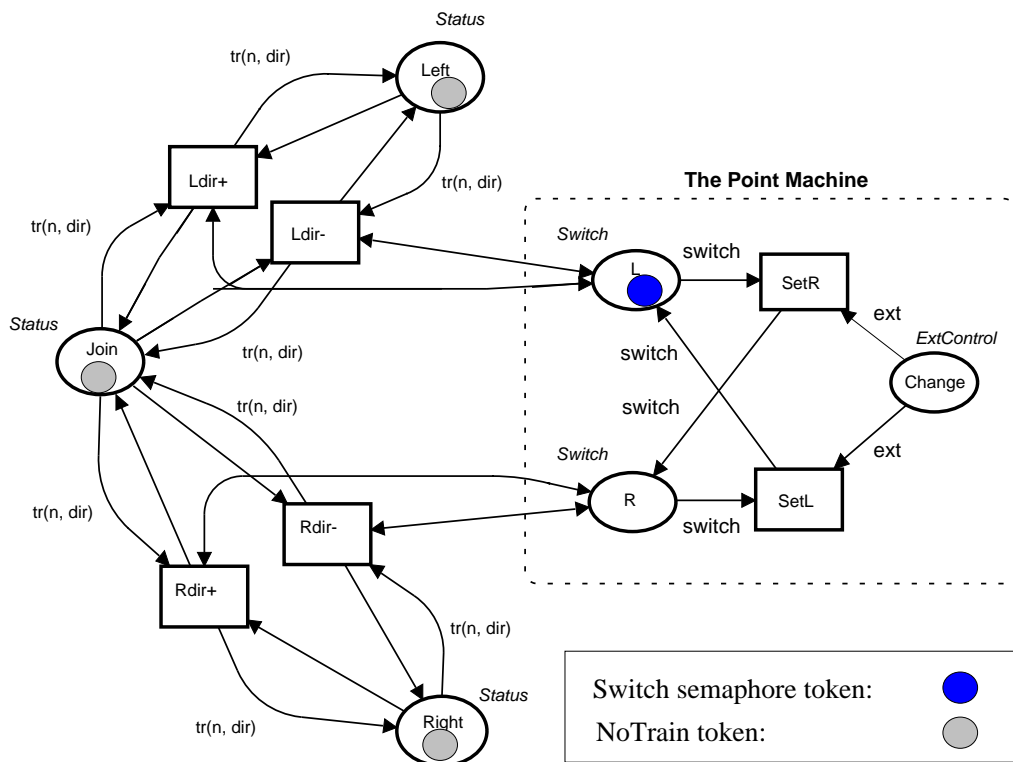 Status
Left
tr(n, dir)
Ldir+
tr(n, dir)
The Point Machine
tr(n, dir)
Ldir-
Switch
L
switch
SetR
ext
Status
Join
tr(n, dir)
switch
ExtControl
Change
tr(n, dir)
switch
ext
Switch
R
switch
SetL
tr(n, dir)
Rdir-
Rdir+
tr(n, dir)
Status
Right
tr(n, dir)
Switch semaphore token:
NoTrain token: